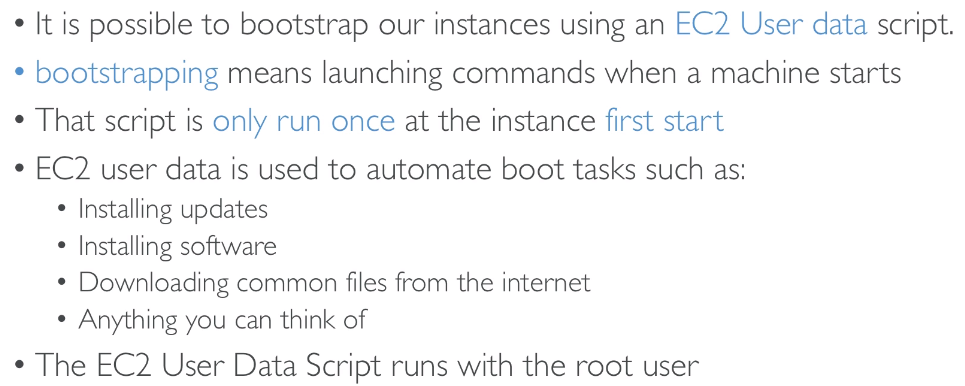 • It is possible to bootstrap our instances using an EC2 User data script.
• bootstrapping means launching commands when a machine starts
• That script is only run once at the instance first start
• EC2 user data is used to automate boot tasks such as:
• Installing updates
• Installing software
• Downloading common files from the internet
• Anything you can think of
• The EC2 User Data Script runs with the root user